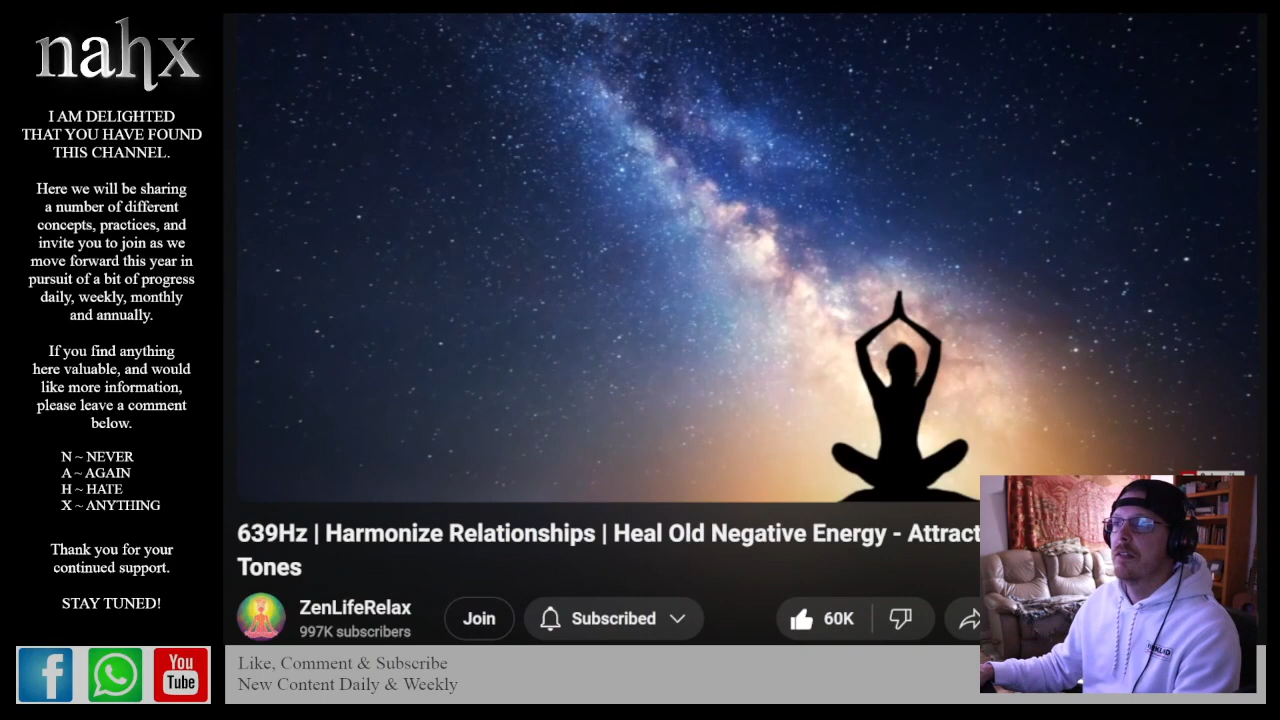 nahx
I AM DELIGHTED
THAT YOU HAVE FOUND
THIS CHANNEL.
Here we will be sharing
a number of different
concepts, practices, and
invite you to join as we
move forward this year in
pursuit of a bit of progress
daily, weekly, monthly
and annually.
If you find anything
here valuable, and would
like more information,
please leave a comment
below.
N ~ NEVER
A ~ AGAIN
H ~ HATE
X ~ ANYTHING
Thank you for your
continued support.
STAY TUNED!
You
Tube
639Hz | Harmonize Relationships | Heal Old Negative Energy - Attract
Tones
ZenLifeRelax
997K subscribers
Join
Subscribed
60K
Like, Comment & Subscribe
New Content Daily & Weekly